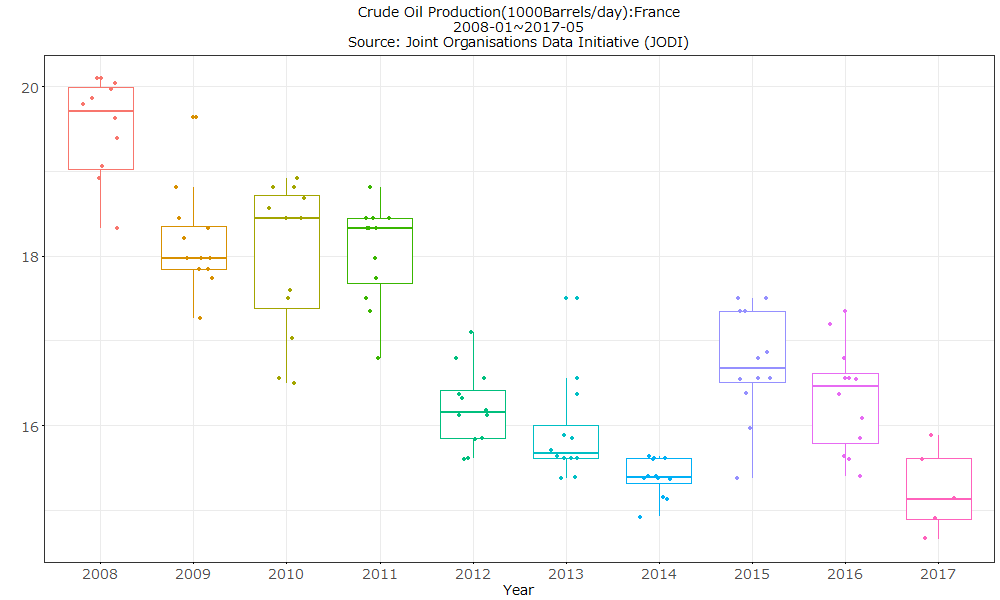 Crude Oil Production(1000Barrels/day):France
2008-01~2017-05
Source: Joint Organisations Data Initiative (JODI)
20
18
16
2008 2009 2010 2011 2012 2013 2014 2015 2016 2017
Year